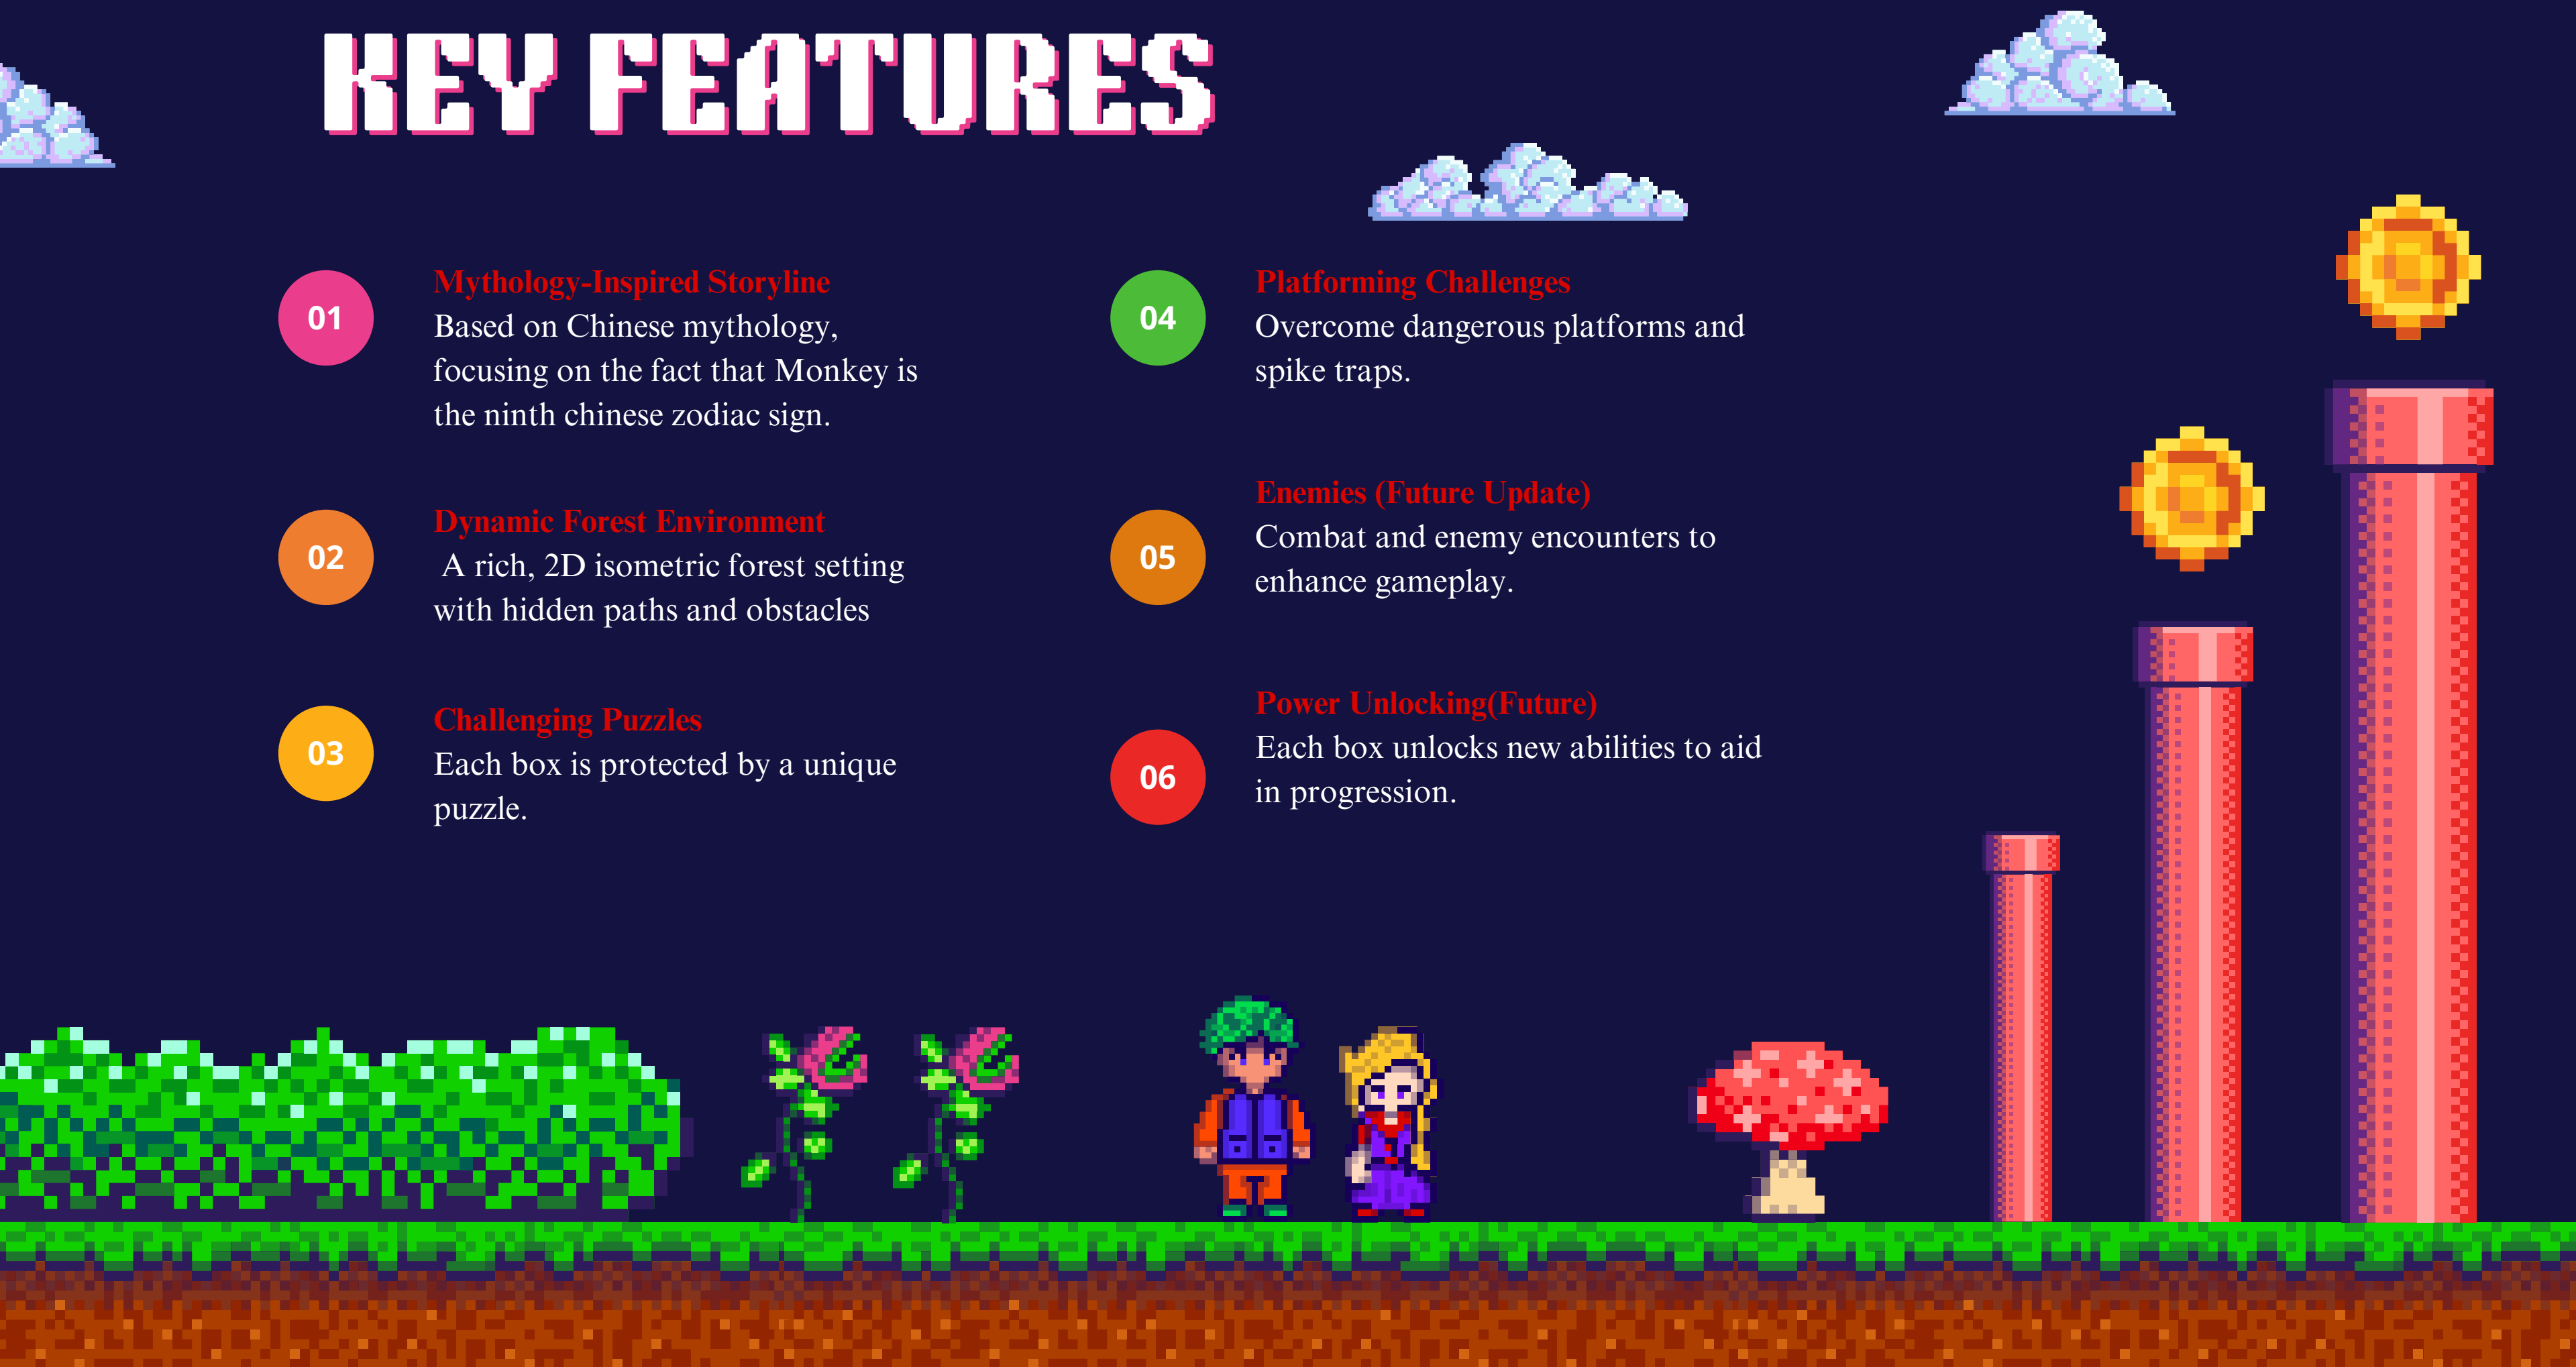 KEY FEATURES
01
Mythology-Inspired Storyline
Based on Chinese mythology,
focusing on the fact that Monkey is
the ninth chinese zodiac sign.
02
Dynamic Forest Environment
A rich, 2D isometric forest setting
with hidden paths and obstacles
03
Challenging Puzzles
Each box is protected by a unique
puzzle.
04
Platforming Challenges
Overcome dangerous platforms and
spike traps.
05
Enemies (Future Update)
Combat and enemy encounters to
enhance gameplay.
06
Power Unlocking(Future)
Each box unlocks new abilities to aid
in progression.